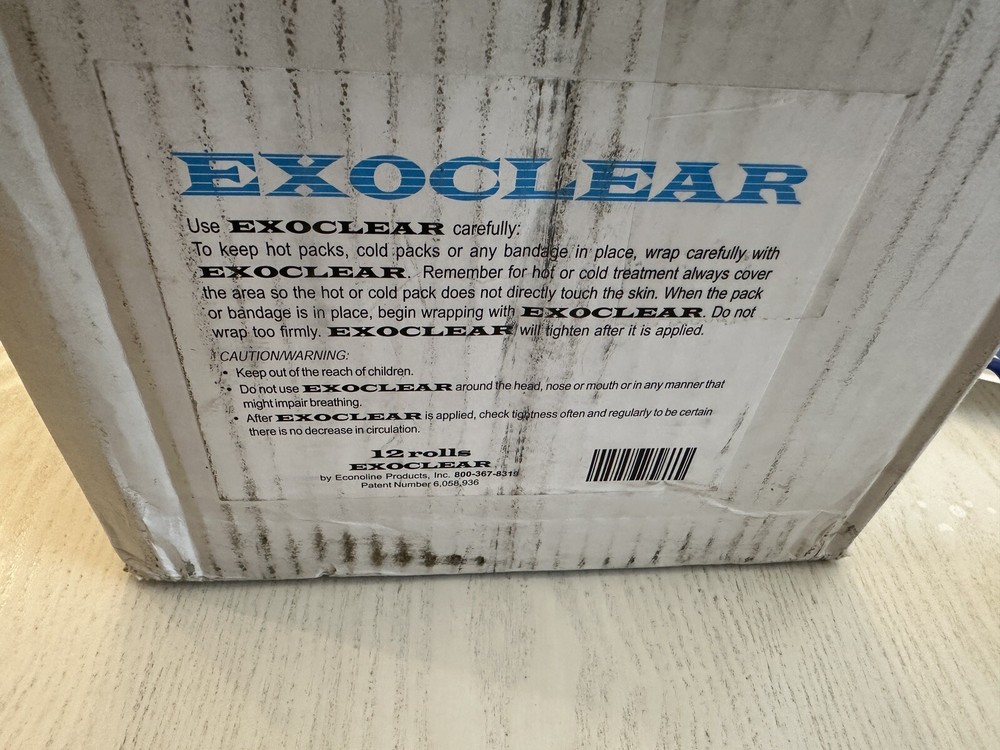 EXOCLEAR
Use EXOCLEAR carefully:
To keep hot packs, cold packs or any bandage in place, wrap carefully with
EXOCLEAR. Remember for hot or cold treatment always cover
the area so the hot or cold pack does not directly touch the skin. When the pack
or bandage is in place, begin wrapping with EXOCLEAR. Do not
wrap too firmly. EXOCLEAR will tighten after it is applied.
CAUTION/WARNING:
• Keep out of the reach of children.
• Do not use EXOCLEAR around the head, nose or mouth or in any manner that
might impair breathing.
• After EXOCLEAR is applied, check tightness often and regularly to be certain
there is no decrease in circulation.
12 rolls
EXOCLEAR
by Econoline Products, Inc. 800-367-8319
Patent Number 6,058,936